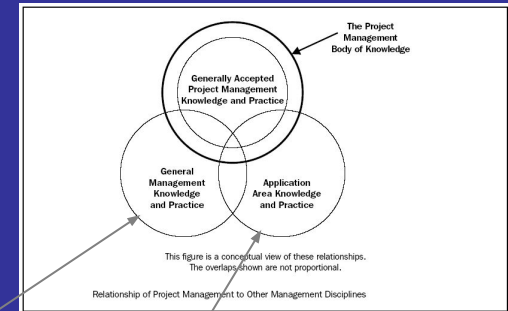 The Project
Management
Body of Knowledge
Generally Accepted
Project Management
Knowledge and Practice
General
Management
Knowledge
and Practice
Application
Area Knowledge
and Practice
This figure is a conceptual view of these relationships.
The overlaps shown are not proportional.
Relationship of Project Management to Other Management Disciplines